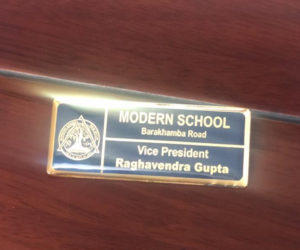 MODERN SCHOOL
Barakhamba Road
Vice President
Raghavendra Gupta